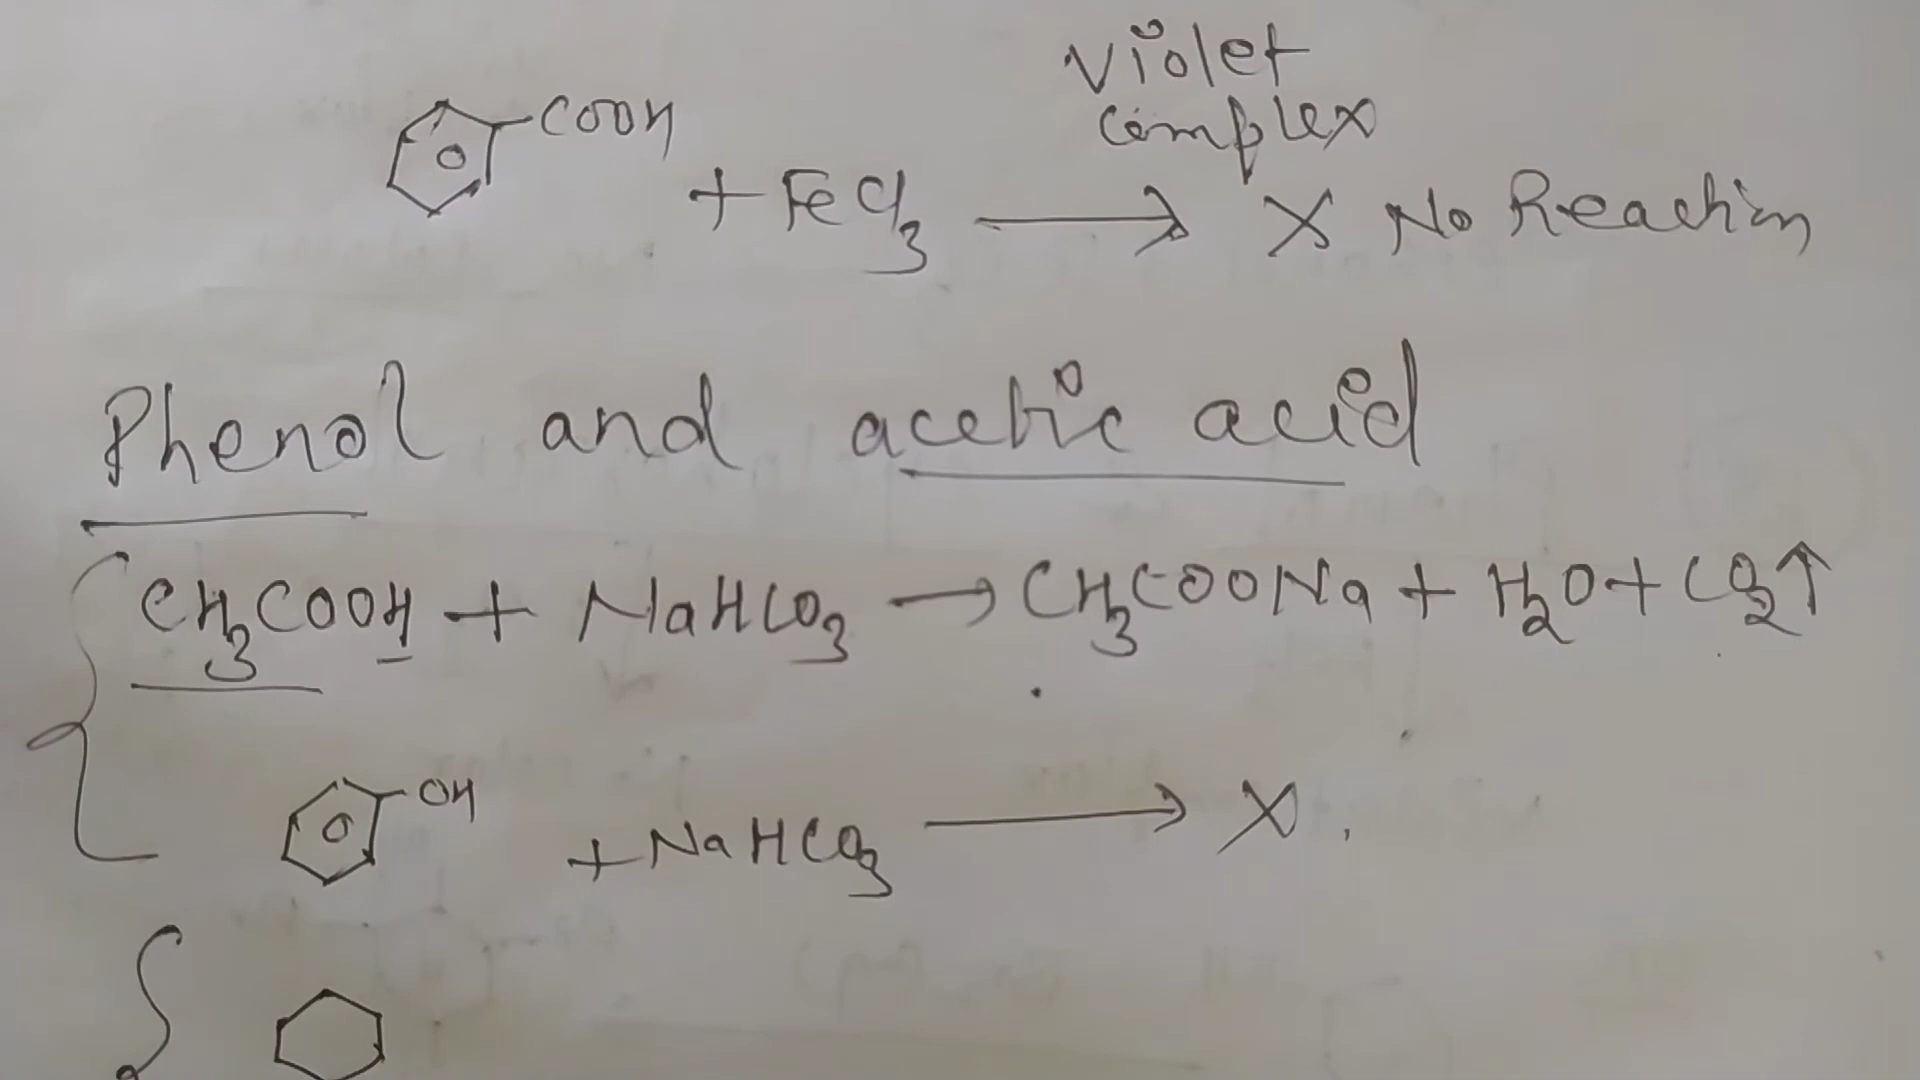 Violet
complex
COOH
+ FeCl3 → X No Reaction
Phenol and acetic acid
CH3COOH + NaHCO3 → CH3COONa + H2O + CO2↑
OH
+ NaHCO3 → X.